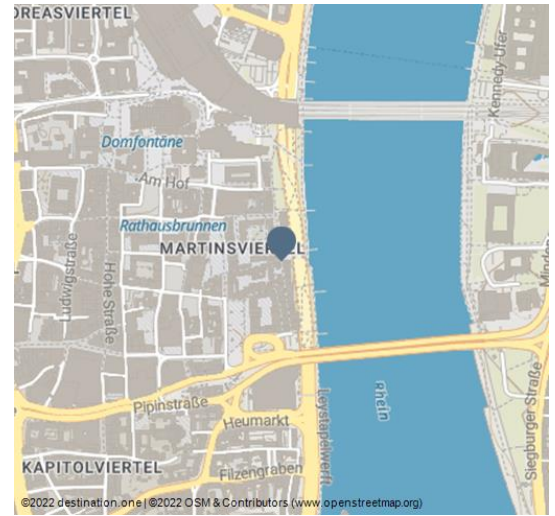 DREASVIERTEL
Kennedy-Ufer
Domfontäne
Am Hof
Rathausbrunnen
MARTINSVIERTEL
Ludwigstraße
Hohe Straße
Pipinstraße
Heumarkt
Leystapelwerft
Rhein
Siegburger Straße
KAPITOLVIERTEL
Filzengraben
©2022 destination.one | ©2022 OSM & Contributors (www.openstreetmap.org)